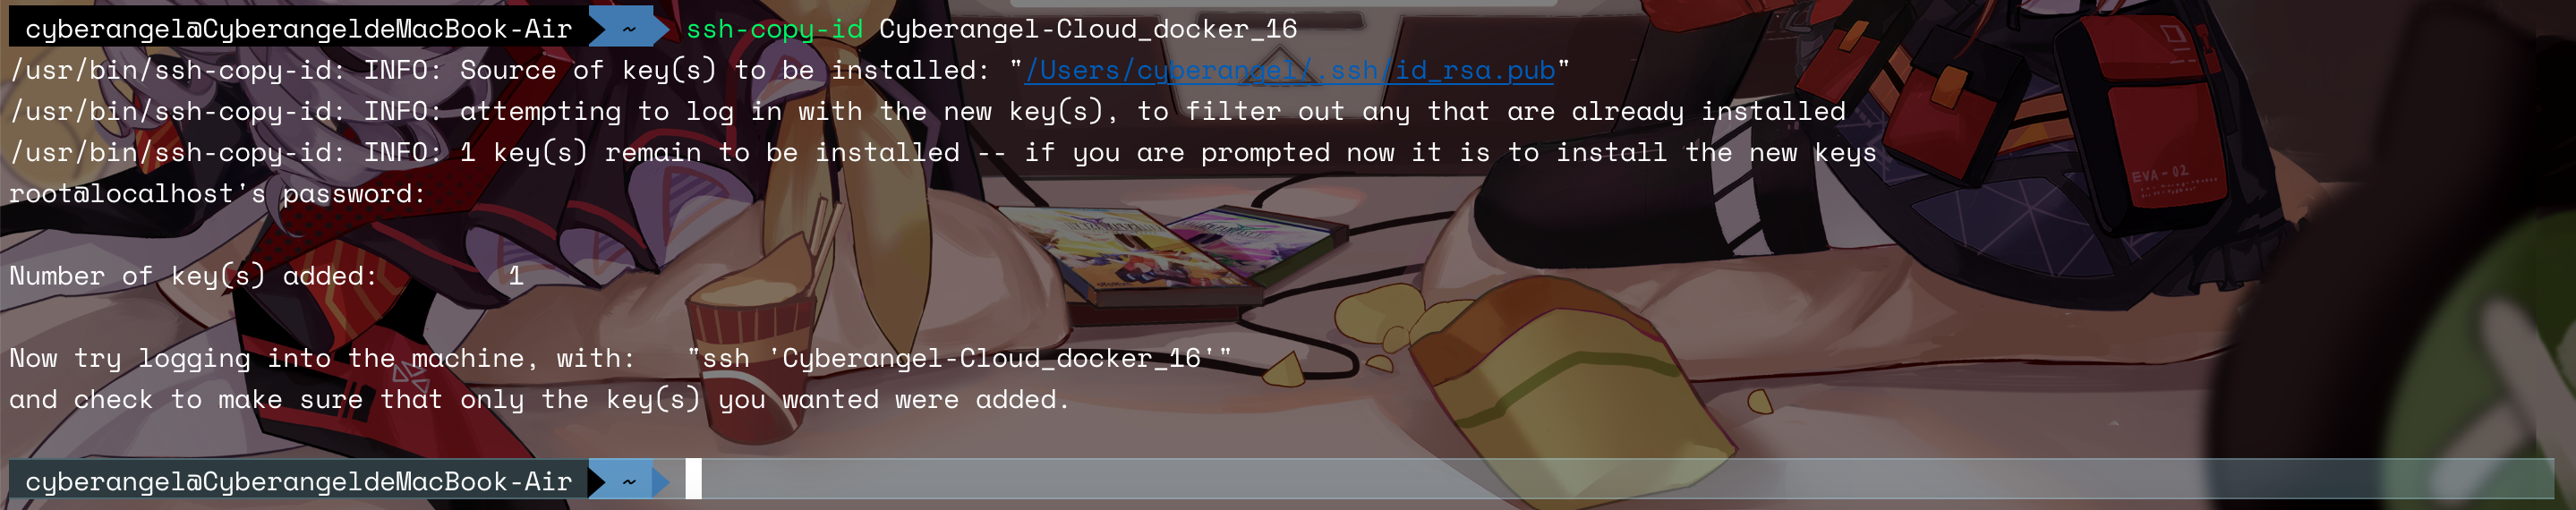 cyberangel@CyberangeldeMacBook-Air ~ ssh-copy-id Cyberangel-Cloud_docker_16
/usr/bin/ssh-copy-id: INFO: Source of key(s) to be installed: "/Users/cyberangel/.ssh/id_rsa.pub"
/usr/bin/ssh-copy-id: INFO: attempting to log in with the new key(s), to filter out any that are already installed
/usr/bin/ssh-copy-id: INFO: 1 key(s) remain to be installed -- if you are prompted now it is to install the new keys
root@localhost's password:
Number of key(s) added:        1
Now try logging into the machine, with:   "ssh 'Cyberangel-Cloud_docker_16'"
and check to make sure that only the key(s) you wanted were added.
cyberangel@CyberangeldeMacBook-Air ~
EVA-02